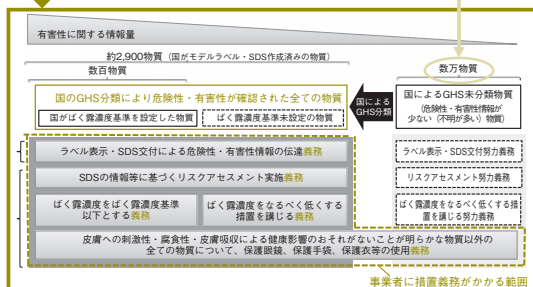 有害性に関する情報量
約2,900物質（国がモデルラベル・SDS作成済みの物質）
数百物質
数万物質
国のGHS分類により危険性・有害性が確認された全ての物質
国がばく露濃度基準を設定した物質
ばく露濃度基準未設定の物質
国による
GHS分類
国によるGHS未分類物質
（危険性・有害性情報が
少ない（不明が多い）物質）
ラベル表示・SDS交付による危険性・有害性情報の伝達義務
ラベル表示・SDS交付努力義務
SDSの情報等に基づくリスクアセスメント実施義務
リスクアセスメント努力義務
ばく露濃度をばく露濃度基準
以下とする義務
ばく露濃度をなるべく低くする
措置を講じる義務
ばく露濃度をなるべく低くする措
置を講じる努力義務
皮膚への刺激性・腐食性・皮膚吸収による健康影響のおそれがないことが明らかな物質以外の
全ての物質について、保護眼鏡、保護手袋、保護衣等の使用義務
事業者に措置義務がかかる範囲